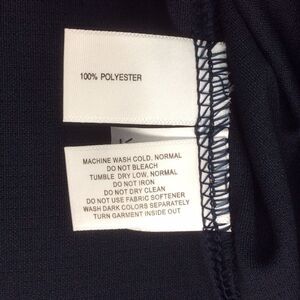 100% POLYESTER
MACHINE WASH COLD, NORMAL
DO NOT BLEACH
TUMBLE DRY LOW, NORMAL
DO NOT IRON
DO NOT DRY CLEAN
DO NOT USE FABRIC SOFTENER
WASH DARK COLORS SEPARATELY
TURN GARMENT INSIDE OUT